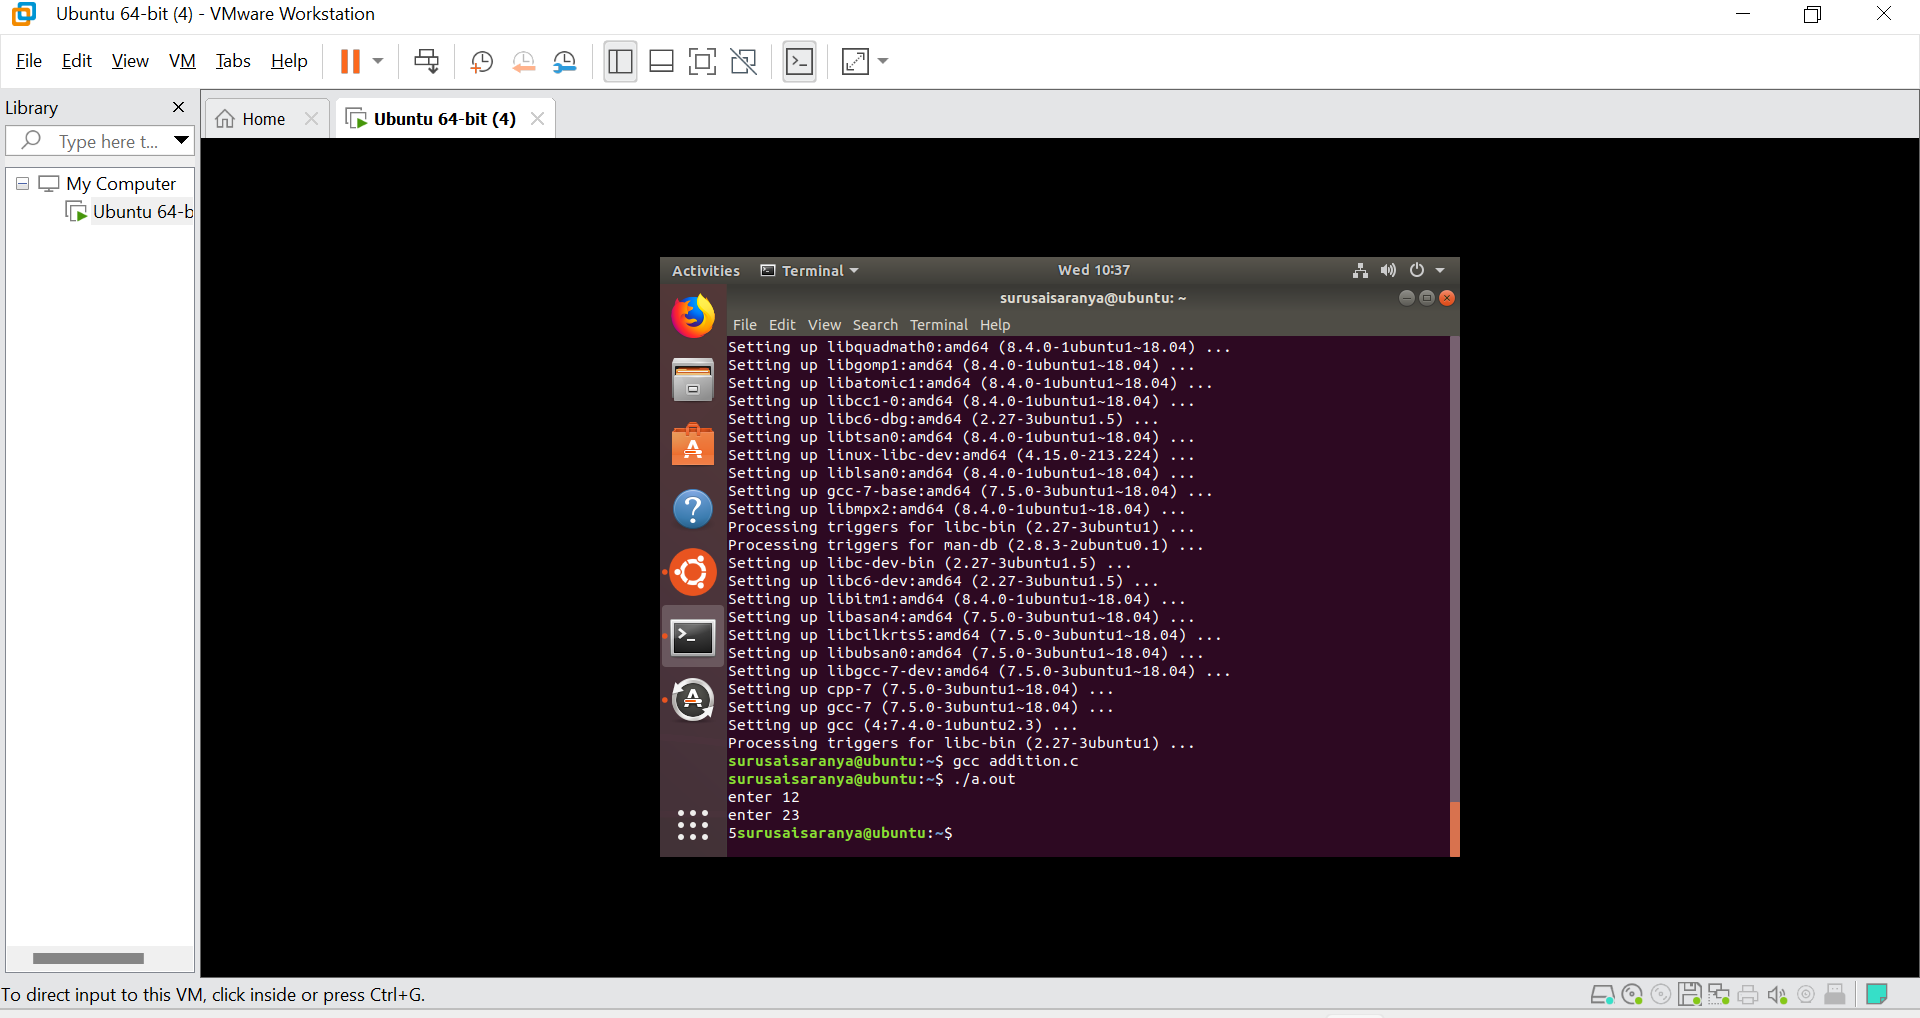 Ubuntu 64-bit (4) - VMware Workstation
File Edit View VM Tabs Help
Library
Home
Ubuntu 64-bit (4)
Type here t...
My Computer
Ubuntu 64-b
Activities Terminal Wed 10:37
surusaisaranya@ubuntu: ~
File Edit View Search Terminal Help
Setting up libquadmath0:amd64 (8.4.0-1ubuntu1~18.04) ...
Setting up libgomp1:amd64 (8.4.0-1ubuntu1~18.04) ...
Setting up libatomic1:amd64 (8.4.0-1ubuntu1~18.04) ...
Setting up libcc1-0:amd64 (8.4.0-1ubuntu1~18.04) ...
Setting up libc6-dbg:amd64 (2.27-3ubuntu1.5) ...
Setting up libtsan0:amd64 (8.4.0-1ubuntu1~18.04) ...
Setting up linux-libc-dev:amd64 (4.15.0-213.224) ...
Setting up liblsan0:amd64 (8.4.0-1ubuntu1~18.04) ...
Setting up gcc-7-base:amd64 (7.5.0-3ubuntu1~18.04) ...
Setting up libmpx2:amd64 (8.4.0-1ubuntu1~18.04) ...
Processing triggers for libc-bin (2.27-3ubuntu1) ...
Processing triggers for man-db (2.8.3-2ubuntu0.1) ...
Setting up libc-dev-bin (2.27-3ubuntu1.5) ...
Setting up libc6-dev:amd64 (2.27-3ubuntu1.5) ...
Setting up libitm1:amd64 (8.4.0-1ubuntu1~18.04) ...
Setting up libasan4:amd64 (7.5.0-3ubuntu1~18.04) ...
Setting up libcilkrts5:amd64 (7.5.0-3ubuntu1~18.04) ...
Setting up libubsan0:amd64 (7.5.0-3ubuntu1~18.04) ...
Setting up libgcc-7-dev:amd64 (7.5.0-3ubuntu1~18.04) ...
Setting up cpp-7 (7.5.0-3ubuntu1~18.04) ...
Setting up gcc-7 (7.5.0-3ubuntu1~18.04) ...
Setting up gcc (4:7.4.0-1ubuntu2.3) ...
Processing triggers for libc-bin (2.27-3ubuntu1) ...
surusaisaranya@ubuntu:~$ gcc addition.c
surusaisaranya@ubuntu:~$ ./a.out
enter 12
enter 23
5surusaisaranya@ubuntu:~$
To direct input to this VM, click inside or press Ctrl+G.